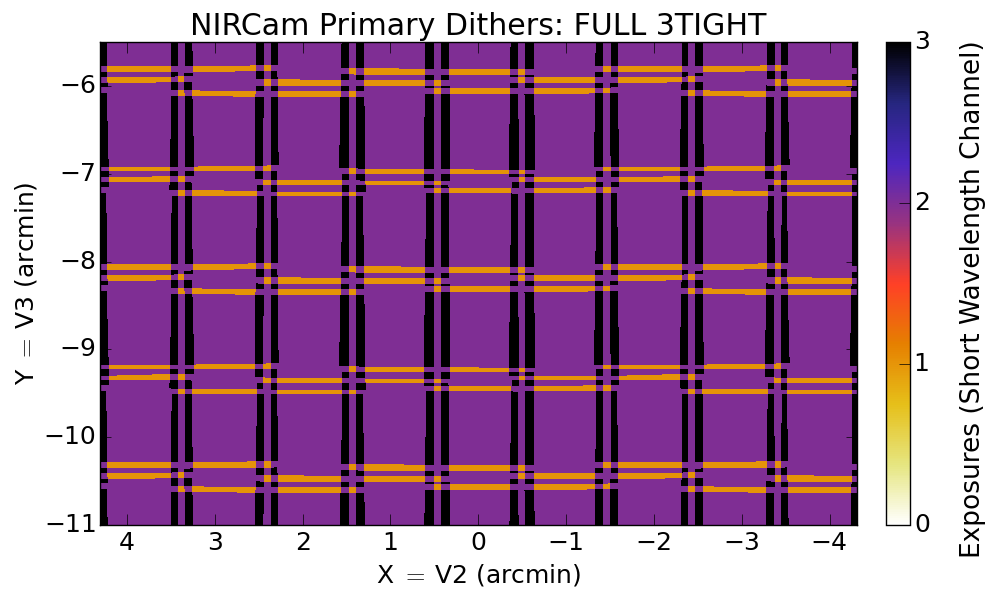 NIRCam Primary Dithers: FULL 3TIGHT
−6
−7
−8
−9
−10
−11
Y = V3 (arcmin)
4 3 2 1 0 −1 −2 −3 −4
X = V2 (arcmin)
3
2
1
0
Exposures (Short Wavelength Channel)